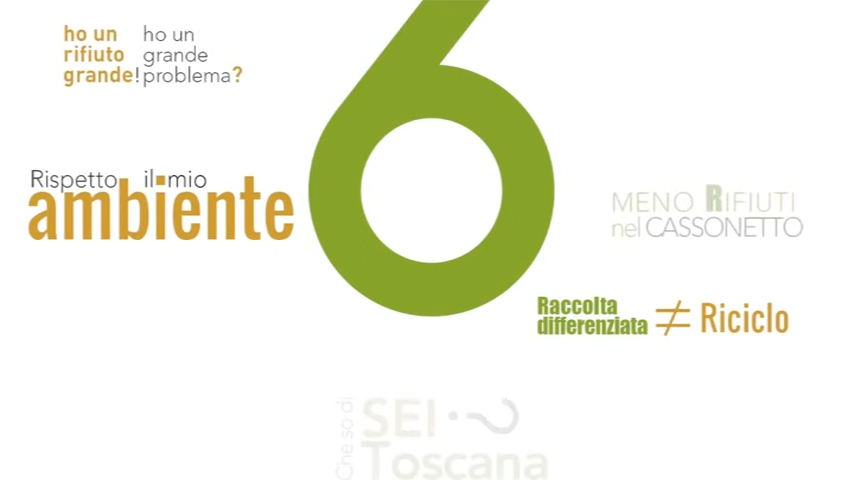 ho un
rifiuto
grande!
ho un
grande
problema?
6
Rispetto il mio
ambiente
MENO RIFIUTI
nel CASSONETTO
Raccolta
differenziata ≠ Riciclo
Che so di
SEI ?
Toscana